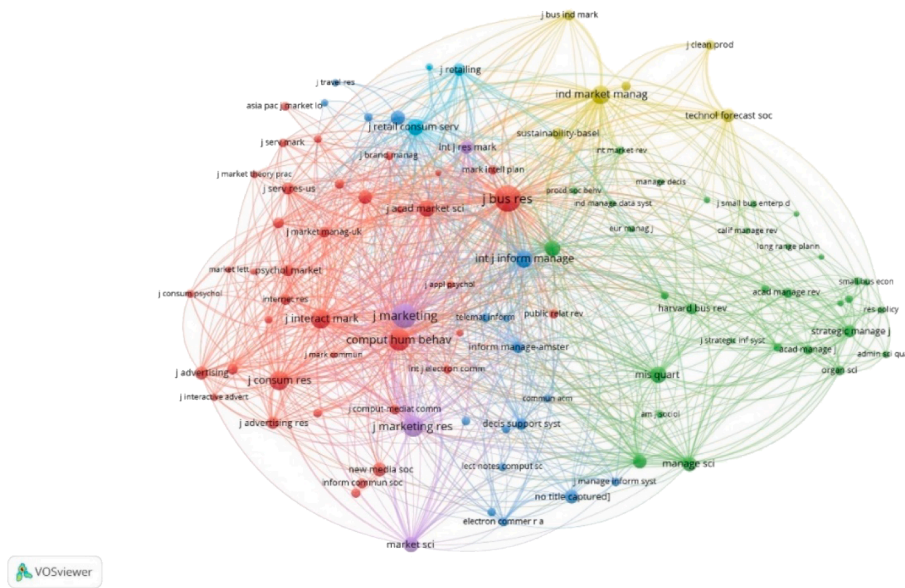 j bus ind mark
j clean prod
j retailing
j travel res
ind market manag
asia pac j market lo
technol forecast soc
j retail consum serv
sustainability-basel
j serv mark
int j res mark
int market rev
j brand manag
mark intell plan
j market theory prac
manage decis
j serv res-us
procd soc behv
j bus res
ind manage data syst
j small bus enterp d
j acad market sci
j market manag-uk
eur manag j
calif manage rev
long range plann
int j inform manage
market lett
psychol market
j appl psychol
small bus econ
j consum psychol
internet res
acad manage rev
harvard bus rev
res policy
j interact mark
j marketing
telemat inform
public relat rev
strategic manage j
comput hum behav
j strategic inf syst
inform manage-amster
acad manage j
admin sci qu
j mark commun
int j electron comm
organ sci
j advertising
j consum res
mis quart
j interactive advert
commun acm
j comput-mediat comm
am j sociol
j advertising res
j marketing res
decis support syst
new media soc
lect notes comput sc
manage sci
inform commun soc
j manage inform syst
no title captured]
electron commer r a
market sci
VOSviewer